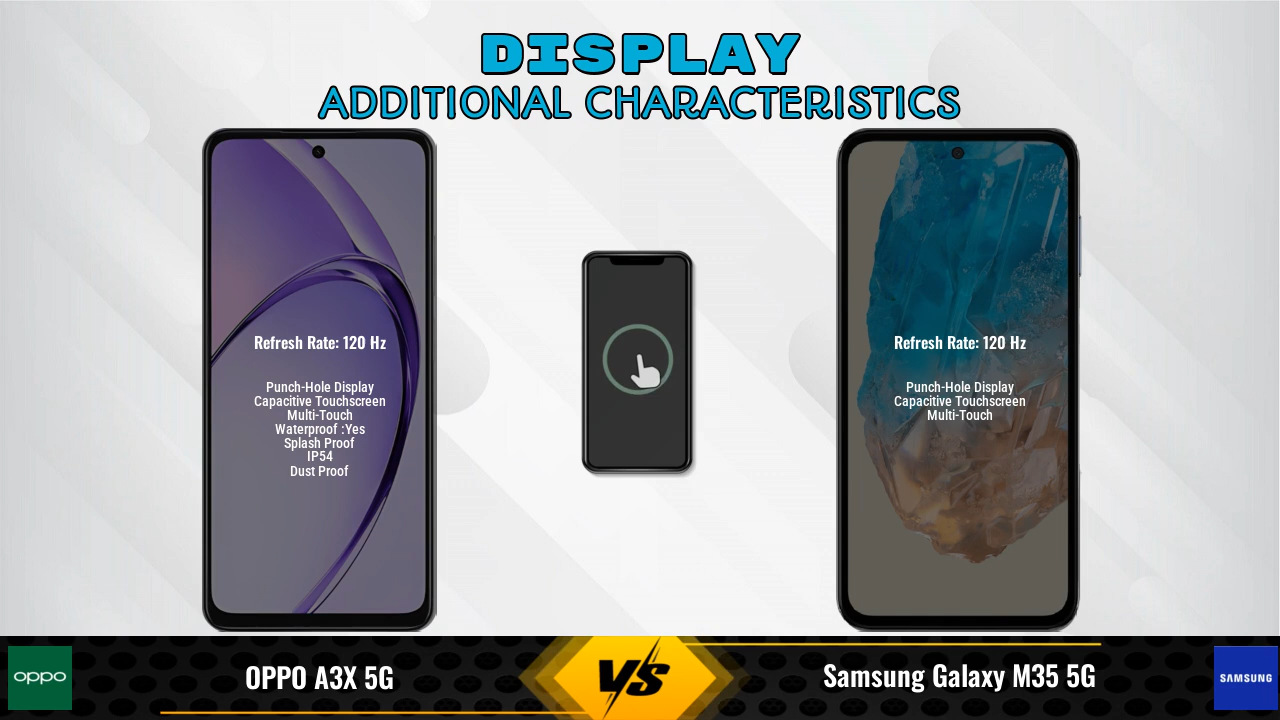 DISPLAY
ADDITIONAL CHARACTERISTICS
Refresh Rate: 120 Hz
Punch-Hole Display
Capacitive Touchscreen
Multi-Touch
Waterproof :Yes
Splash Proof
IP54
Dust Proof
Refresh Rate: 120 Hz
Punch-Hole Display
Capacitive Touchscreen
Multi-Touch
oppo
OPPO A3X 5G
VS
Samsung Galaxy M35 5G
SAMSUNG